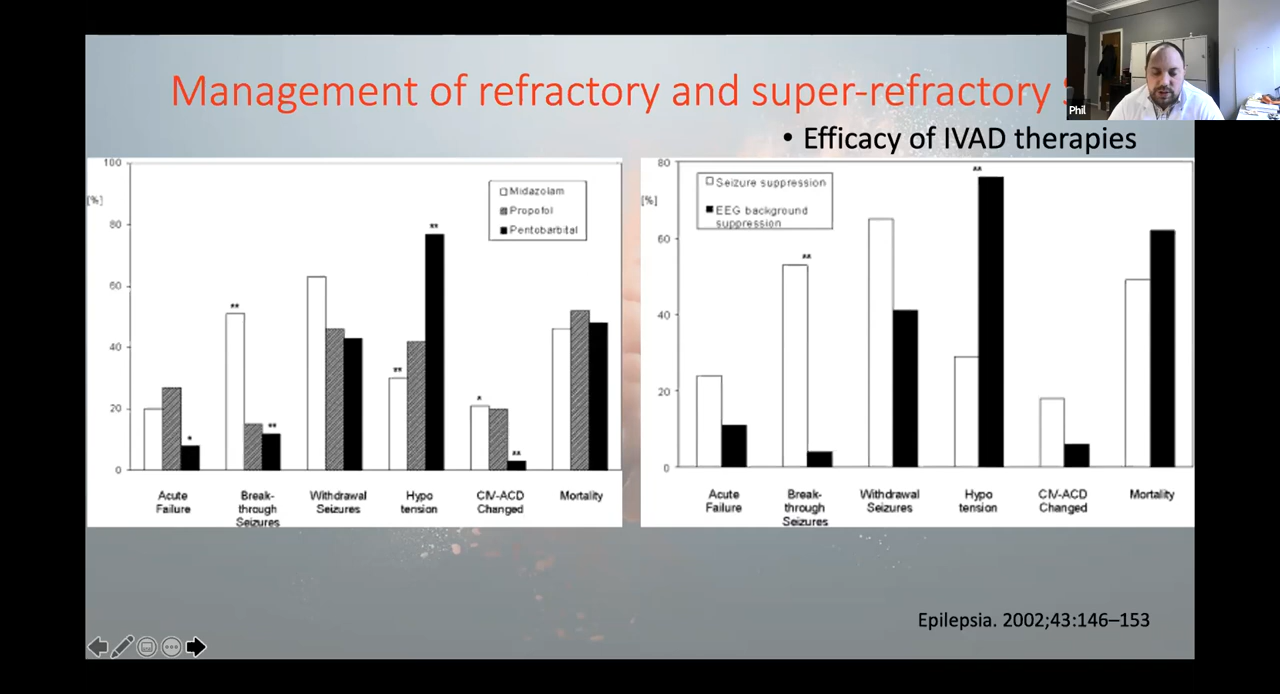 Management of refractory and super-refractory
Phil
• Efficacy of IVAD therapies
100
[%]
80
60
40
20
0
Midazolam
Propofol
Pentobarbital
*
**
**
**
**
*
**
Acute
Failure
Break-
through
Seizures
Withdrawal
Seizures
Hypo
tension
CIV-ACD
Changed
Mortality
80
[%]
60
40
20
0
Seizure suppression
EEG background
suppression
**
**
Acute
Failure
Break-
through
Seizures
Withdrawal
Seizures
Hypo
tension
CIV-ACD
Changed
Mortality
Epilepsia. 2002;43:146–153